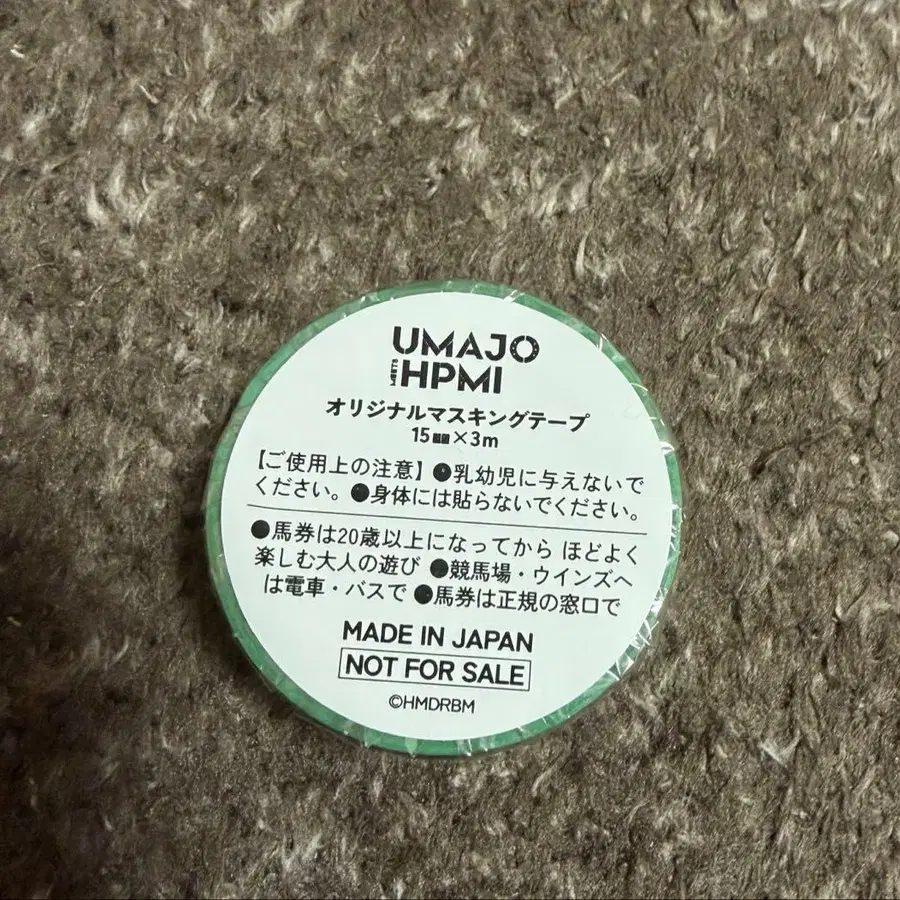 UMAJO
MEETS HPMI
オリジナルマスキングテープ
15mm×3m
【ご使用上の注意】●乳幼児に与えないで
ください。●身体には貼らないでください。
●馬券は20歳以上になってから ほどよく
楽しむ大人の遊び ●競馬場・ウインズへ
は電車・バスで ●馬券は正規の窓口で
MADE IN JAPAN
NOT FOR SALE
©HMDRBM